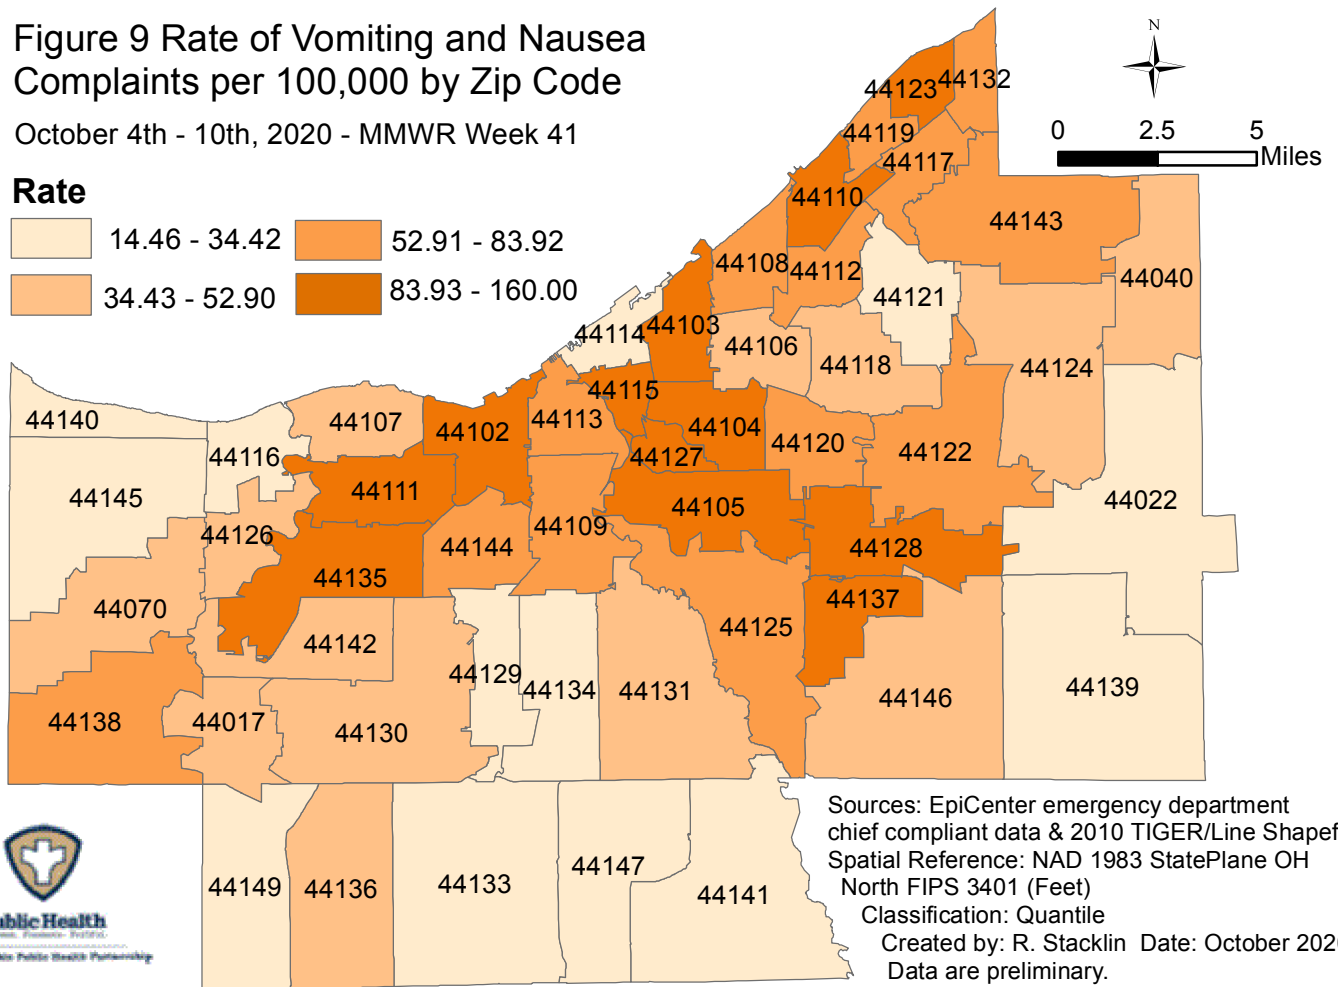 Figure 9 Rate of Vomiting and Nausea
Complaints per 100,000 by Zip Code
October 4th - 10th, 2020 - MMWR Week 41
Rate
14.46 - 34.42
52.91 - 83.92
34.43 - 52.90
83.93 - 160.00
N
0 2.5 5
Miles
44123
44132
44119
44117
44110
44143
44040
44108
44112
44121
44114
44103
44106
44118
44124
44115
44140
44107
44102
44113
44104
44120
44122
44116
44127
44145
44111
44105
44022
44126
44109
44144
44128
44135
44137
44070
44125
44142
44129
44134
44131
44139
44146
44138
44017
44130
44149
44136
44133
44147
44141
Sources: EpiCenter emergency department
chief compliant data & 2010 TIGER/Line Shapef
Spatial Reference: NAD 1983 StatePlane OH
North FIPS 3401 (Feet)
Classification: Quantile
Created by: R. Stacklin Date: October 202
Data are preliminary.
ublic Health
Public Health Partnership